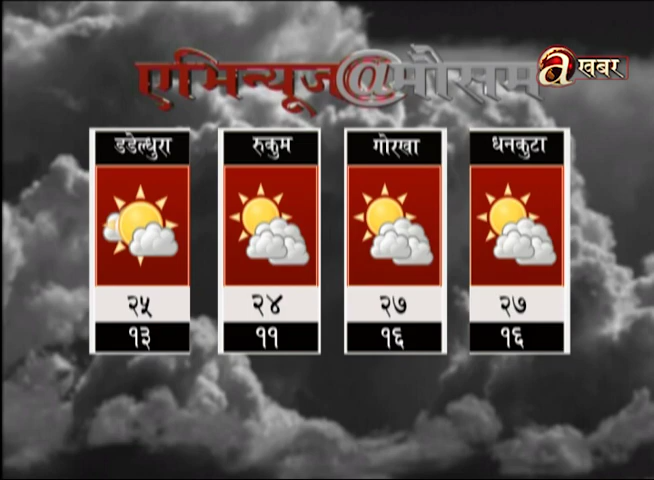 एभिन्यूज@मौसम
a खबर
डडेल्धुरा
२५
१३
रुकुम
२४
११
गोरखा
२७
१६
धनकुटा
२७
१६